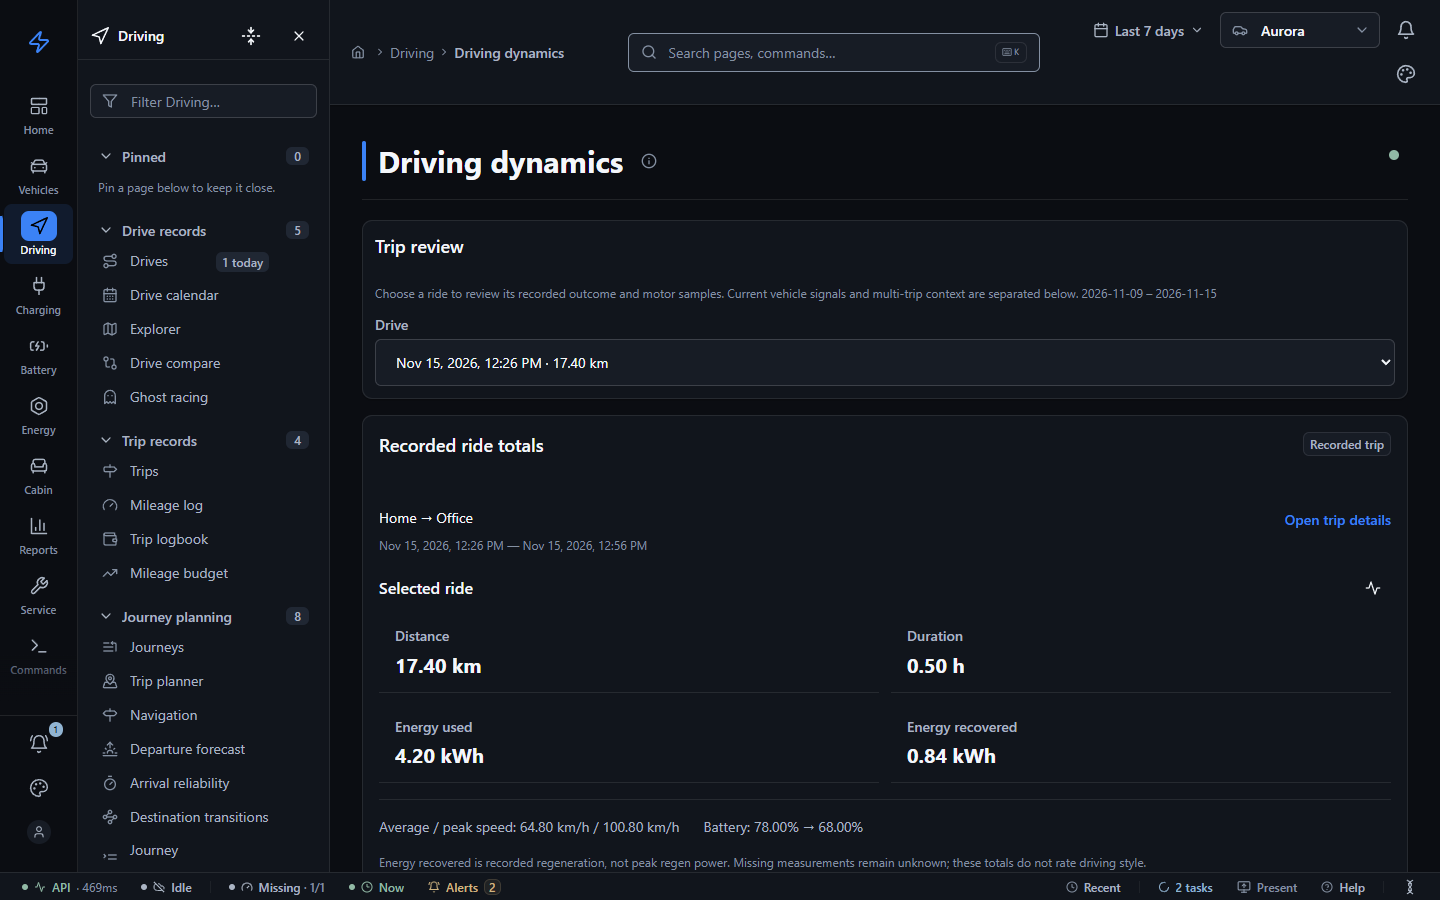 Home
Vehicles
Driving
Charging
Battery
Energy
Cabin
Reports
Service
Commands
1
Driving
Filter Driving...
Pinned 0
Pin a page below to keep it close.
Drive records 5
Drives 1 today
Drive calendar
Explorer
Drive compare
Ghost racing
Trip records 4
Trips
Mileage log
Trip logbook
Mileage budget
Journey planning 8
Journeys
Trip planner
Navigation
Departure forecast
Arrival reliability
Destination transitions
Journey
Driving Driving dynamics
Search pages, commands... K
Last 7 days
Aurora
Driving dynamics
Trip review
Choose a ride to review its recorded outcome and motor samples. Current vehicle signals and multi-trip context are separated below. 2026-11-09 – 2026-11-15
Drive
Nov 15, 2026, 12:26 PM · 17.40 km
Recorded ride totals
Recorded trip
Home → Office
Open trip details
Nov 15, 2026, 12:26 PM — Nov 15, 2026, 12:56 PM
Selected ride
Distance
17.40 km
Duration
0.50 h
Energy used
4.20 kWh
Energy recovered
0.84 kWh
Average / peak speed: 64.80 km/h / 100.80 km/h Battery: 78.00% → 68.00%
Energy recovered is recorded regeneration, not peak regen power. Missing measurements remain unknown; these totals do not rate driving style.
API · 469ms Idle Missing · 1/1 Now Alerts 2 Recent 2 tasks Present Help